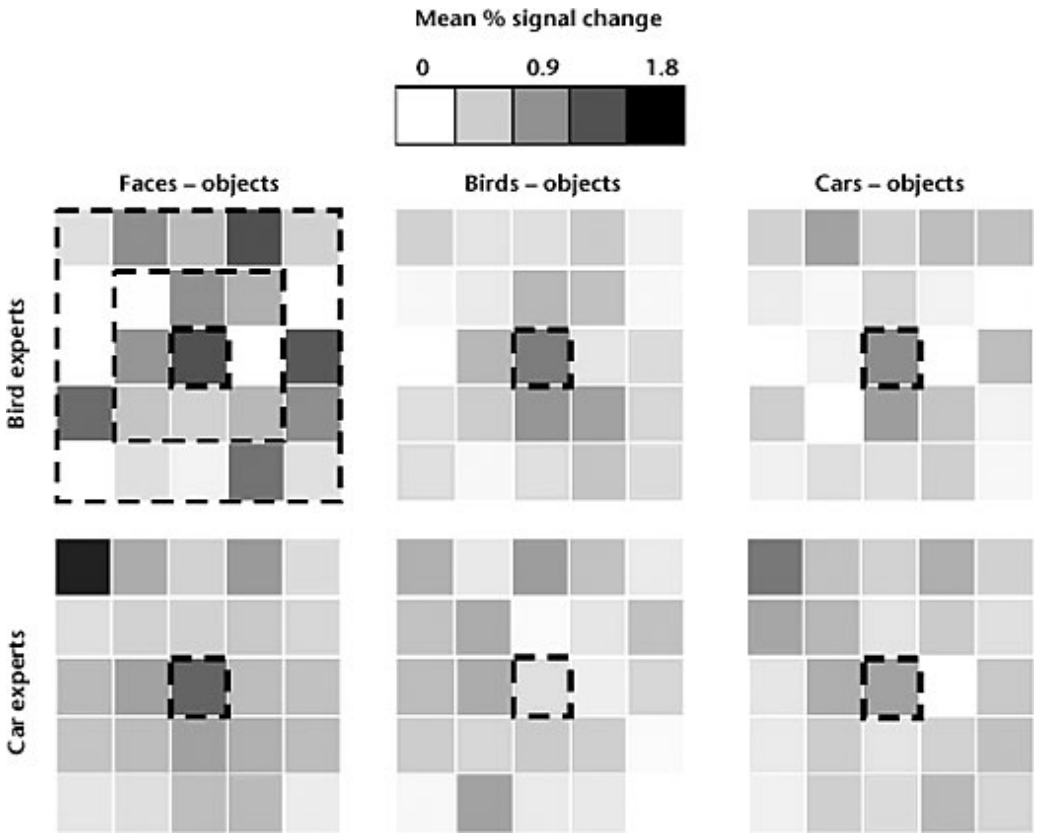 Mean % signal change
0 0.9 1.8
Faces – objects Birds – objects Cars – objects
Bird experts
Car experts